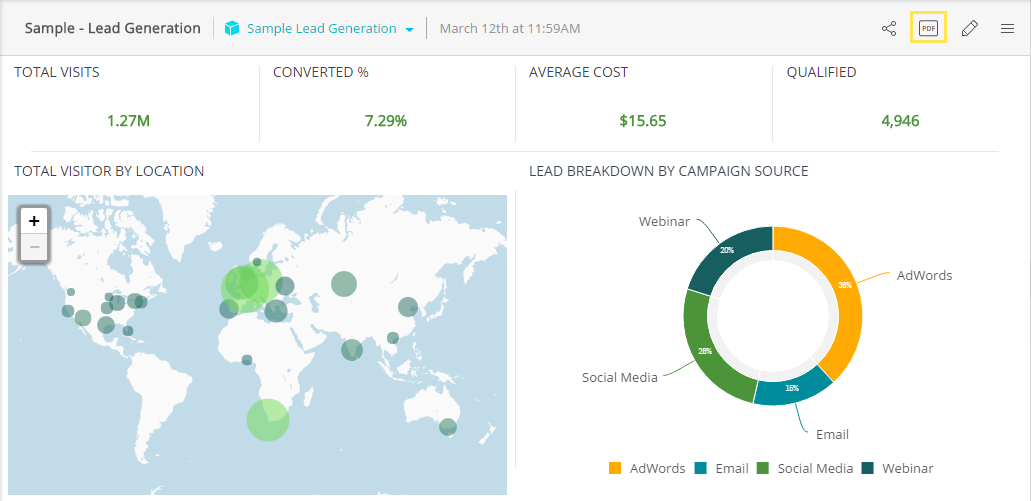 Sample - Lead Generation
Sample Lead Generation
March 12th at 11:59AM
PDF
TOTAL VISITS
CONVERTED %
AVERAGE COST
QUALIFIED
1.27M
7.29%
$15.65
4,946
TOTAL VISITOR BY LOCATION
LEAD BREAKDOWN BY CAMPAIGN SOURCE
+
−
Webinar
20%
AdWords
38%
28%
Social Media
16%
Email
AdWords Email Social Media Webinar